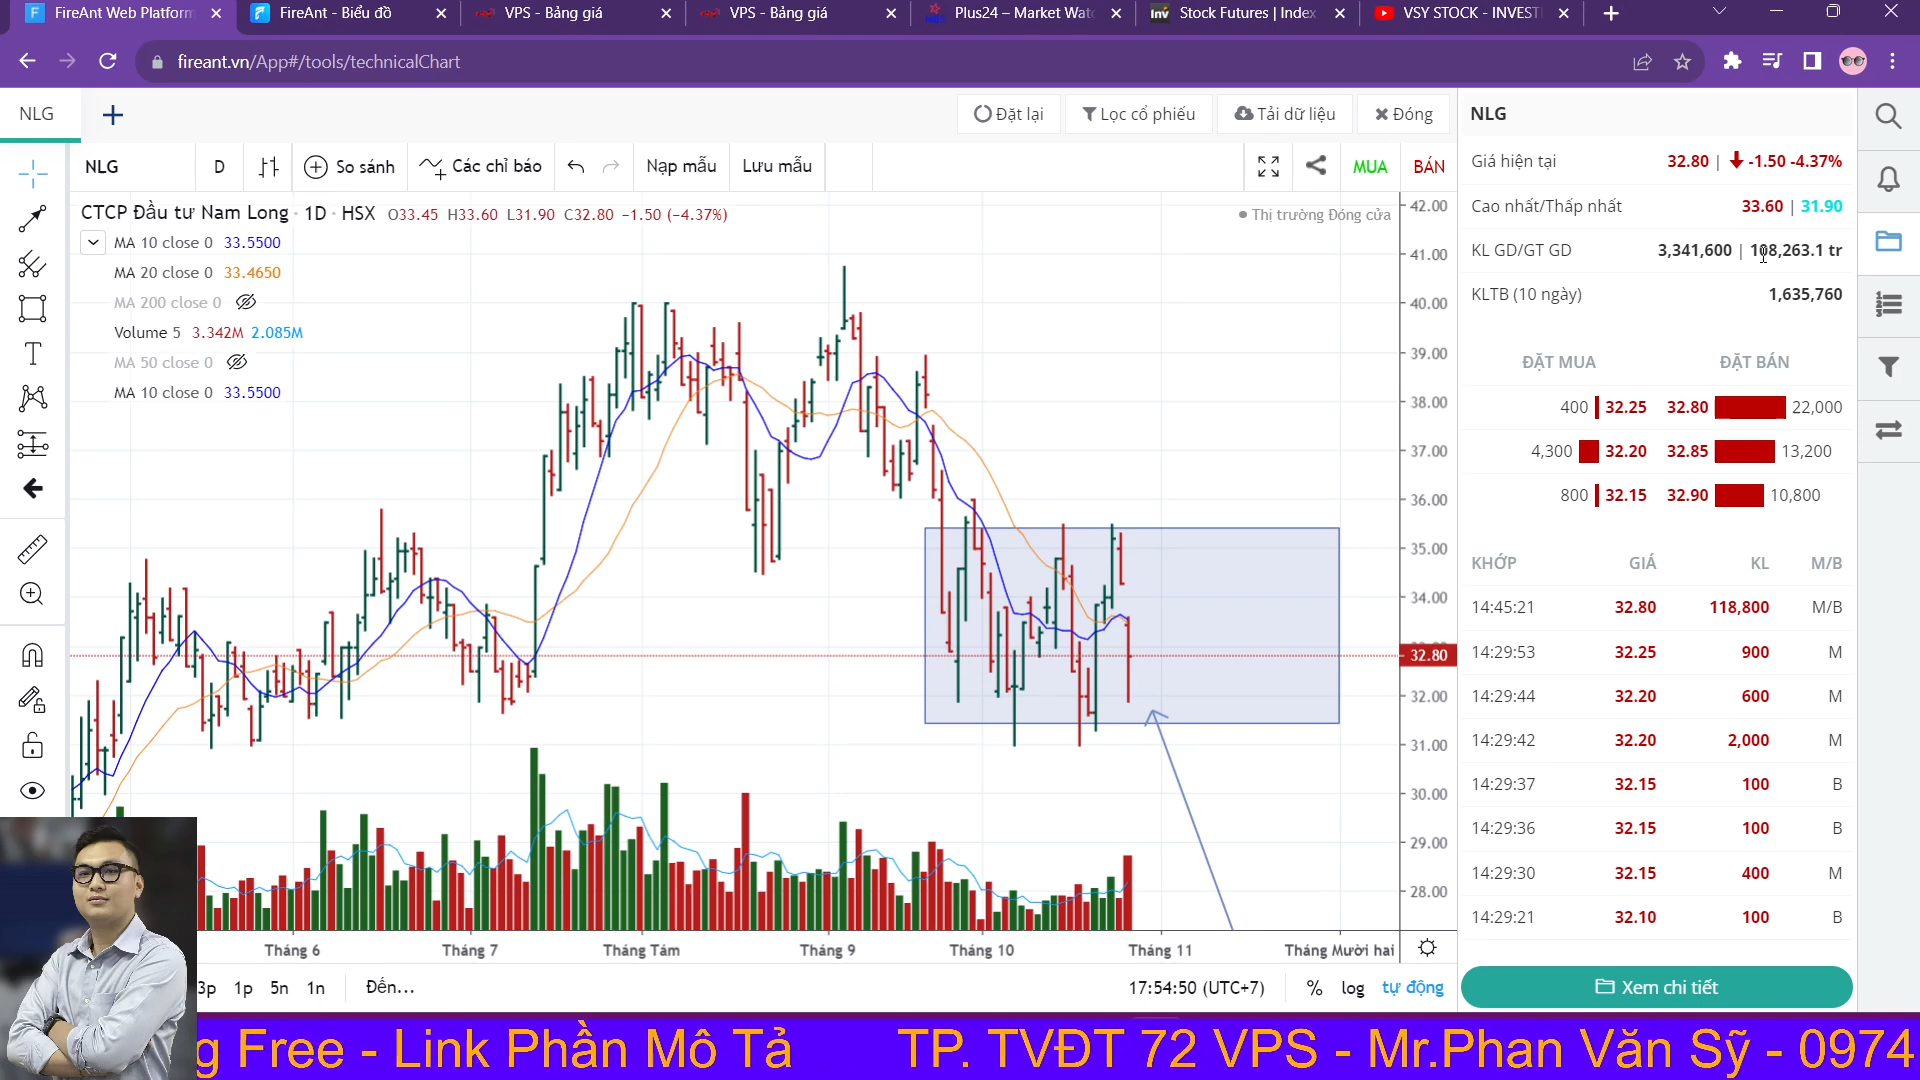 FireAnt Web Platform
FireAnt - Biểu đồ
VPS - Bảng giá
VPS - Bảng giá
Plus24 – Market Watc
Stock Futures | Index
VSY STOCK - INVEST
fireant.vn/App#/tools/technicalChart
NLG
Đặt lại
Lọc cổ phiếu
Tải dữ liệu
Đóng
NLG
D
So sánh
Các chỉ báo
Nạp mẫu
Lưu mẫu
MUA
BÁN
CTCP Đầu tư Nam Long · 1D · HSX O33.45 H33.60 L31.90 C32.80 −1.50 (−4.37%)
Thị trường Đóng cửa
MA 10 close 0 33.5500
MA 20 close 0 33.4650
MA 200 close 0
Volume 5 3.342M 2.085M
MA 50 close 0
MA 10 close 0 33.5500
42.00
41.00
40.00
39.00
38.00
37.00
36.00
35.00
34.00
32.80
32.00
31.00
30.00
29.00
28.00
Tháng 6
Tháng 7
Tháng Tám
Tháng 9
Tháng 10
Tháng 11
Tháng Mười hai
3p 1p 5n 1n
Đến...
17:54:50 (UTC+7)
%
log
tự động
NLG
Giá hiện tại 32.80 | -1.50 -4.37%
Cao nhất/Thấp nhất 33.60 | 31.90
KL GD/GT GD 3,341,600 | 108,263.1 tr
KLTB (10 ngày) 1,635,760
ĐẶT MUA ĐẶT BÁN
400 32.25 32.80 22,000
4,300 32.20 32.85 13,200
800 32.15 32.90 10,800
KHỚP GIÁ KL M/B
14:45:21 32.80 118,800 M/B
14:29:53 32.25 900 M
14:29:44 32.20 600 M
14:29:42 32.20 2,000 M
14:29:37 32.15 100 B
14:29:36 32.15 100 B
14:29:30 32.15 400 M
14:29:21 32.10 100 B
Xem chi tiết
g Free - Link Phần Mô Tả TP. TVĐT 72 VPS - Mr.Phan Văn Sỹ - 0974